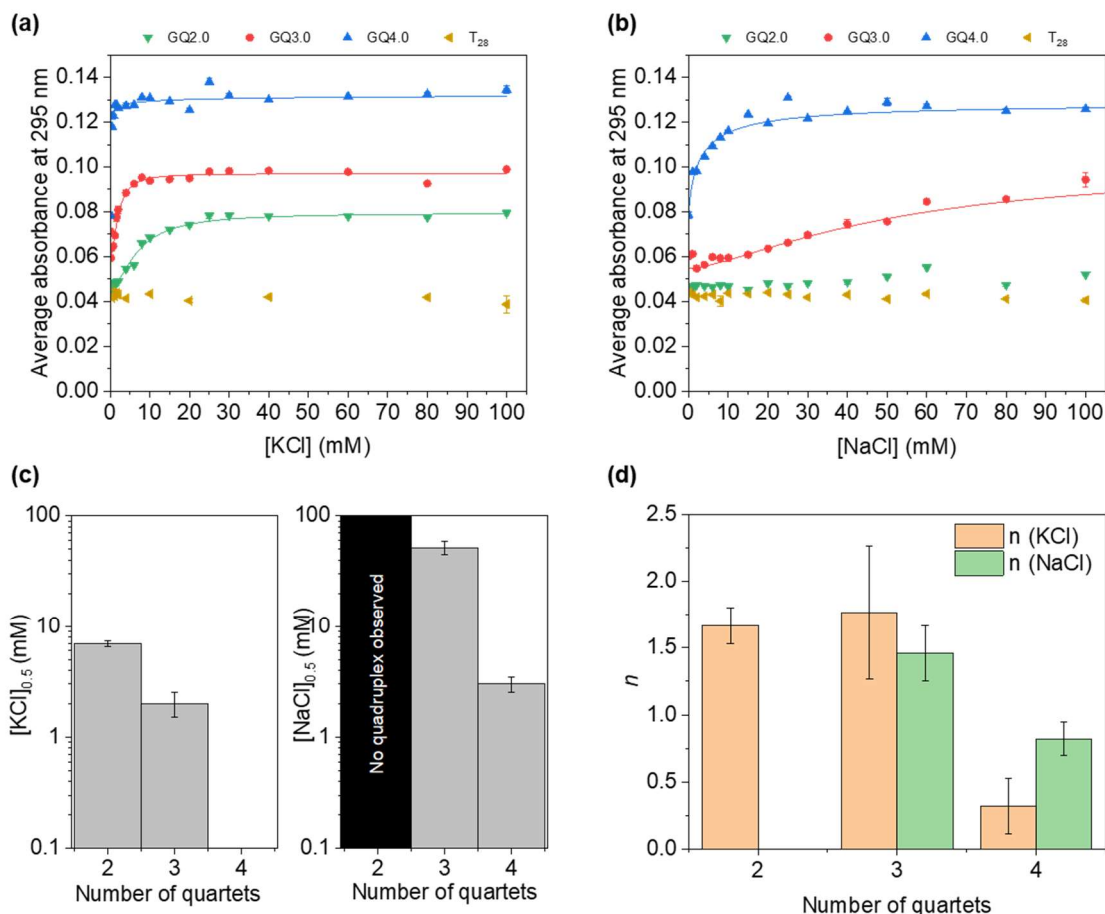 (a)
GQ2.0 GQ3.0 GQ4.0 T28
Average absorbance at 295 nm
0.14
0.12
0.10
0.08
0.06
0.04
0.02
0.00
0 10 20 30 40 50 60 70 80 90 100
[KCl] (mM)
(b)
GQ2.0 GQ3.0 GQ4.0 T28
Average absorbance at 295 nm
0.14
0.12
0.10
0.08
0.06
0.04
0.02
0.00
0 10 20 30 40 50 60 70 80 90 100
[NaCl] (mM)
(c)
[KCl]0.5 (mM)
100
10
1
0.1
2 3 4
Number of quartets
[NaCl]0.5 (mM)
100
10
1
0.1
No quadruplex observed
2 3 4
Number of quartets
(d)
n
2.5
2.0
1.5
1.0
0.5
0.0
n (KCl)
n (NaCl)
2 3 4
Number of quartets